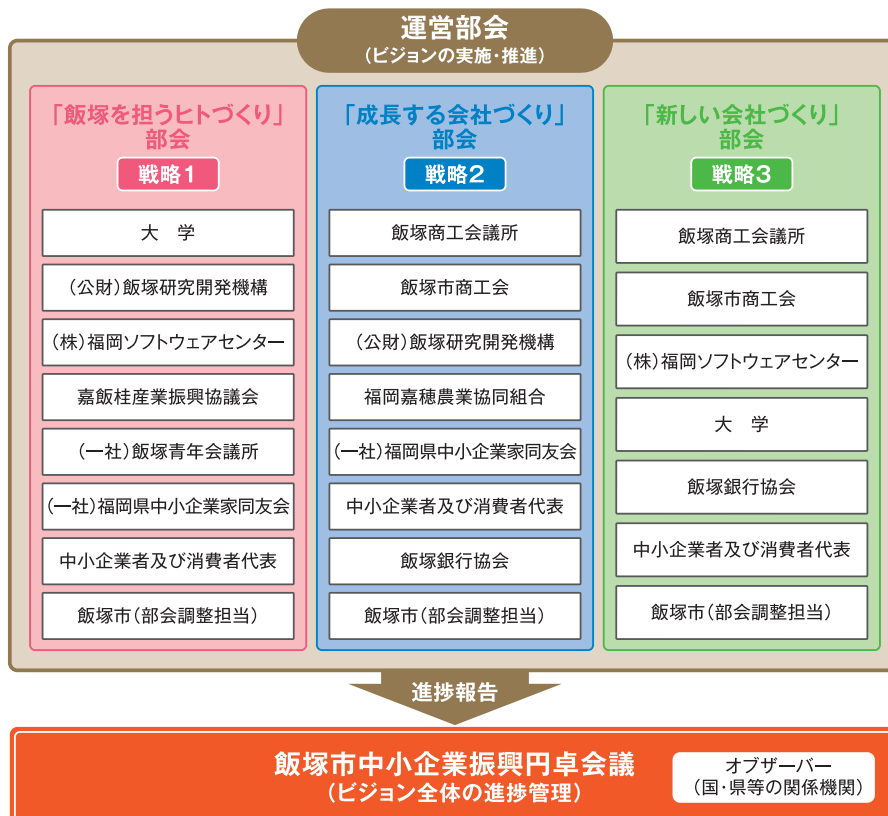 運営部会
(ビジョンの実施・推進)
「飯塚を担うヒトづくり」
部会
戦略1
大　学
(公財)飯塚研究開発機構
(株)福岡ソフトウェアセンター
嘉飯桂産業振興協議会
(一社)飯塚青年会議所
(一社)福岡県中小企業家同友会
中小企業者及び消費者代表
飯塚市(部会調整担当)
「成長する会社づくり」
部会
戦略2
飯塚商工会議所
飯塚市商工会
(公財)飯塚研究開発機構
福岡嘉穂農業協同組合
(一社)福岡県中小企業家同友会
中小企業者及び消費者代表
飯塚銀行協会
飯塚市(部会調整担当)
「新しい会社づくり」
部会
戦略3
飯塚商工会議所
飯塚市商工会
(株)福岡ソフトウェアセンター
大　学
飯塚銀行協会
中小企業者及び消費者代表
飯塚市(部会調整担当)
進捗報告
飯塚市中小企業振興円卓会議
(ビジョン全体の進捗管理)
オブザーバー
(国・県等の関係機関)